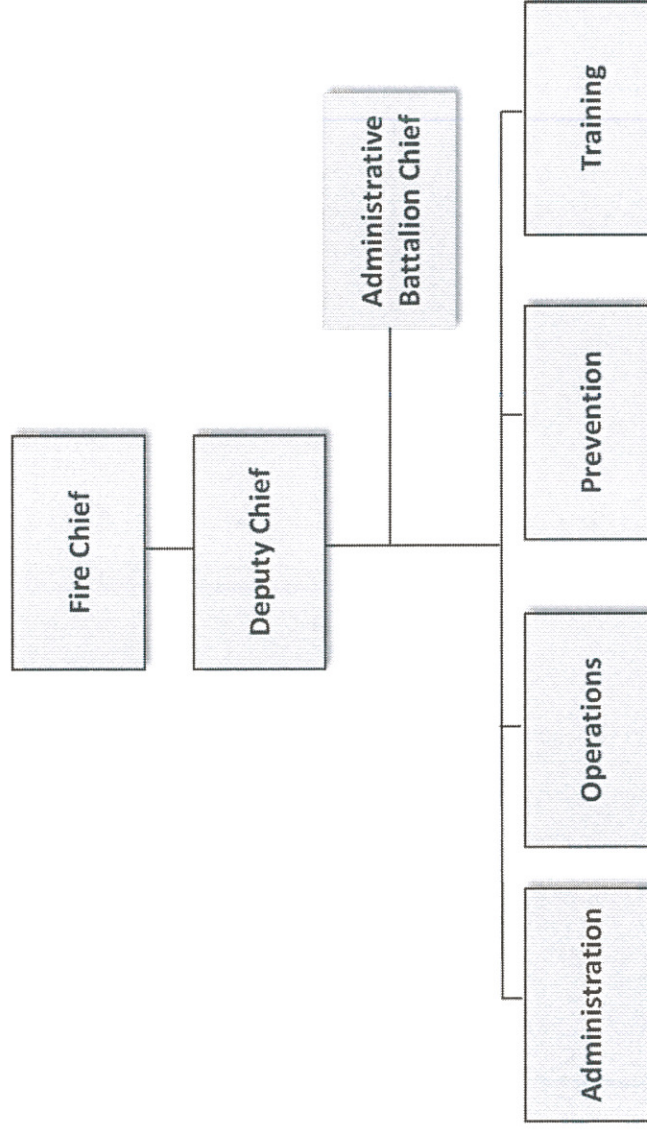 Fire Chief
Deputy Chief
Administrative
Battalion Chief
Administration
Operations
Prevention
Training